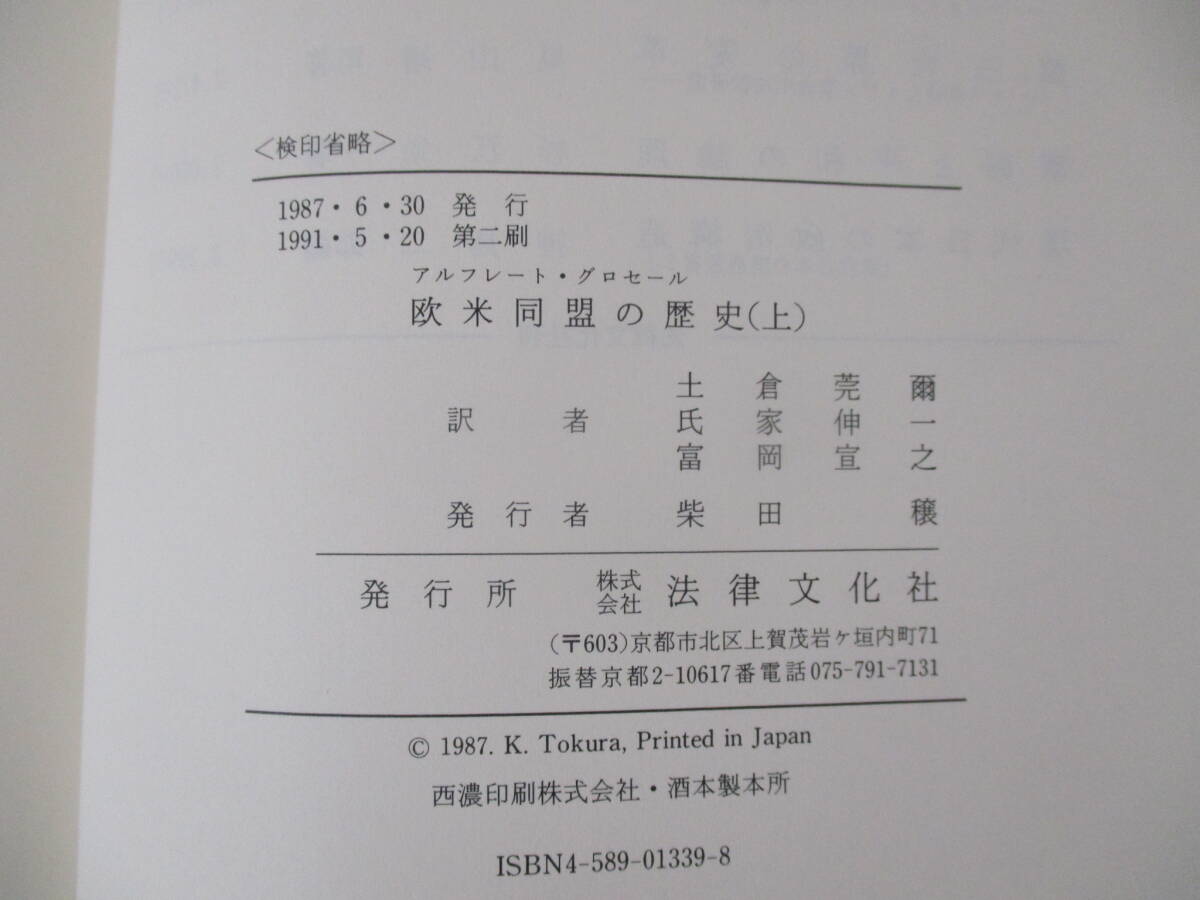 <検印省略>
1987・6・30 発行
1991・5・20 第二刷
アルフレート・グロセール
欧米同盟の歴史(上)
訳者 土倉莞爾
氏家伸一
富岡宣之
発行者 柴田穣
発行所 株式会社 法律文化社
(〒603)京都市北区上賀茂岩ヶ垣内町71
振替京都2-10617番電話075-791-7131
© 1987. K. Tokura, Printed in Japan
西濃印刷株式会社・酒本製本所
ISBN4-589-01339-8